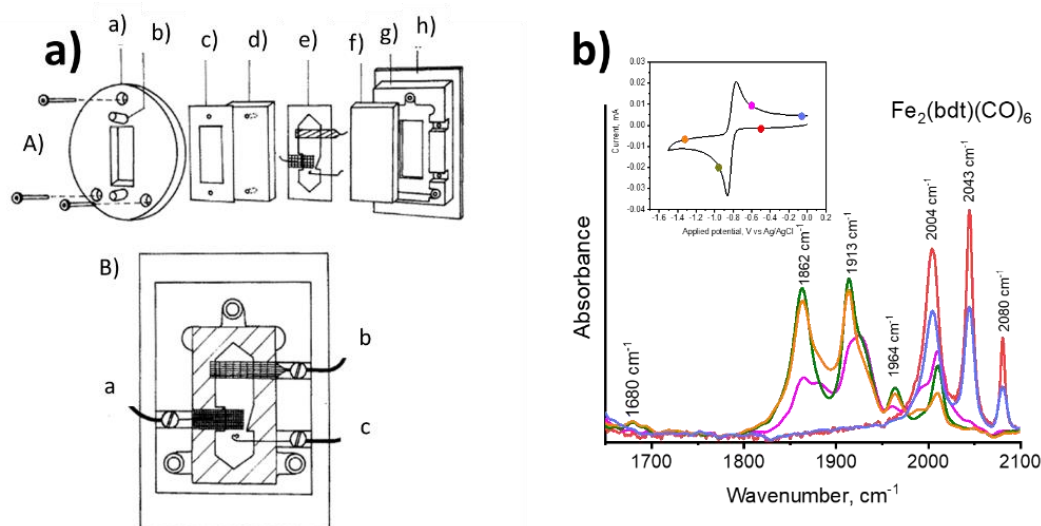 a)
a)
b)
c)
d)
e)
f)
g)
h)
A)
B)
a
b
c
b)
Fe2(bdt)(CO)6
Current, mA
0.03
0.02
0.01
0.00
-0.01
-0.02
-0.03
-0.04
-1.6 -1.4 -1.2 -1.0 -0.8 -0.6 -0.4 -0.2 0.0 0.2
Applied potential, V vs Ag/AgCl
Absorbance
1680 cm-1
1862 cm-1
1913 cm-1
1964 cm-1
2004 cm-1
2043 cm-1
2080 cm-1
1700 1800 1900 2000 2100
Wavenumber, cm-1